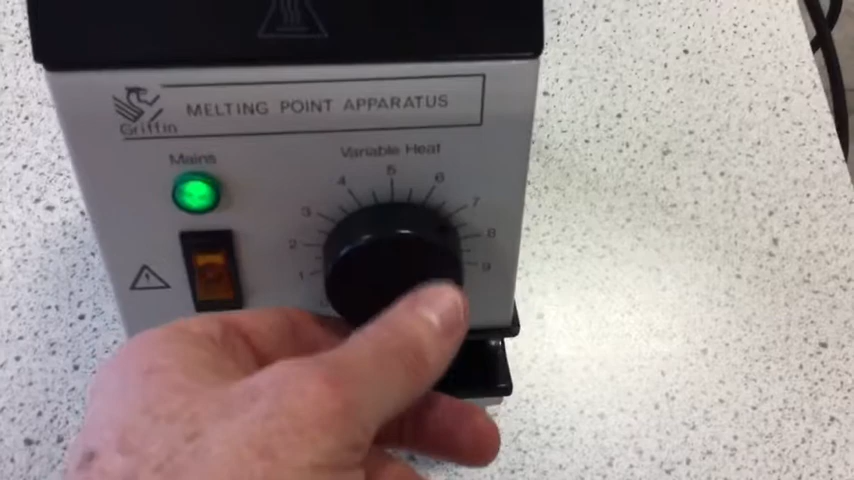 Griffin
MELTING POINT APPARATUS
Mains
Variable Heat
1
2
3
4
5
6
7
8
9